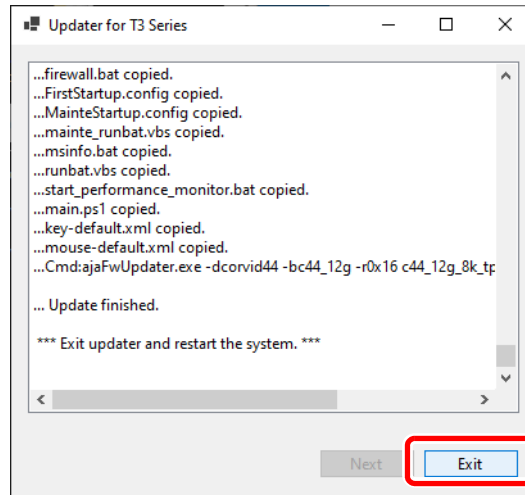 Updater for T3 Series
...firewall.bat copied.
...FirstStartup.config copied.
...MainteStartup.config copied.
...mainte_runbat.vbs copied.
...msinfo.bat copied.
...runbat.vbs copied.
...start_performance_monitor.bat copied.
...main.ps1 copied.
...key-default.xml copied.
...mouse-default.xml copied.
...Cmd:ajaFwUpdater.exe -dcorvid44 -bc44_12g -r0x16 c44_12g_8k_tp
... Update finished.
*** Exit updater and restart the system. ***
Next
Exit